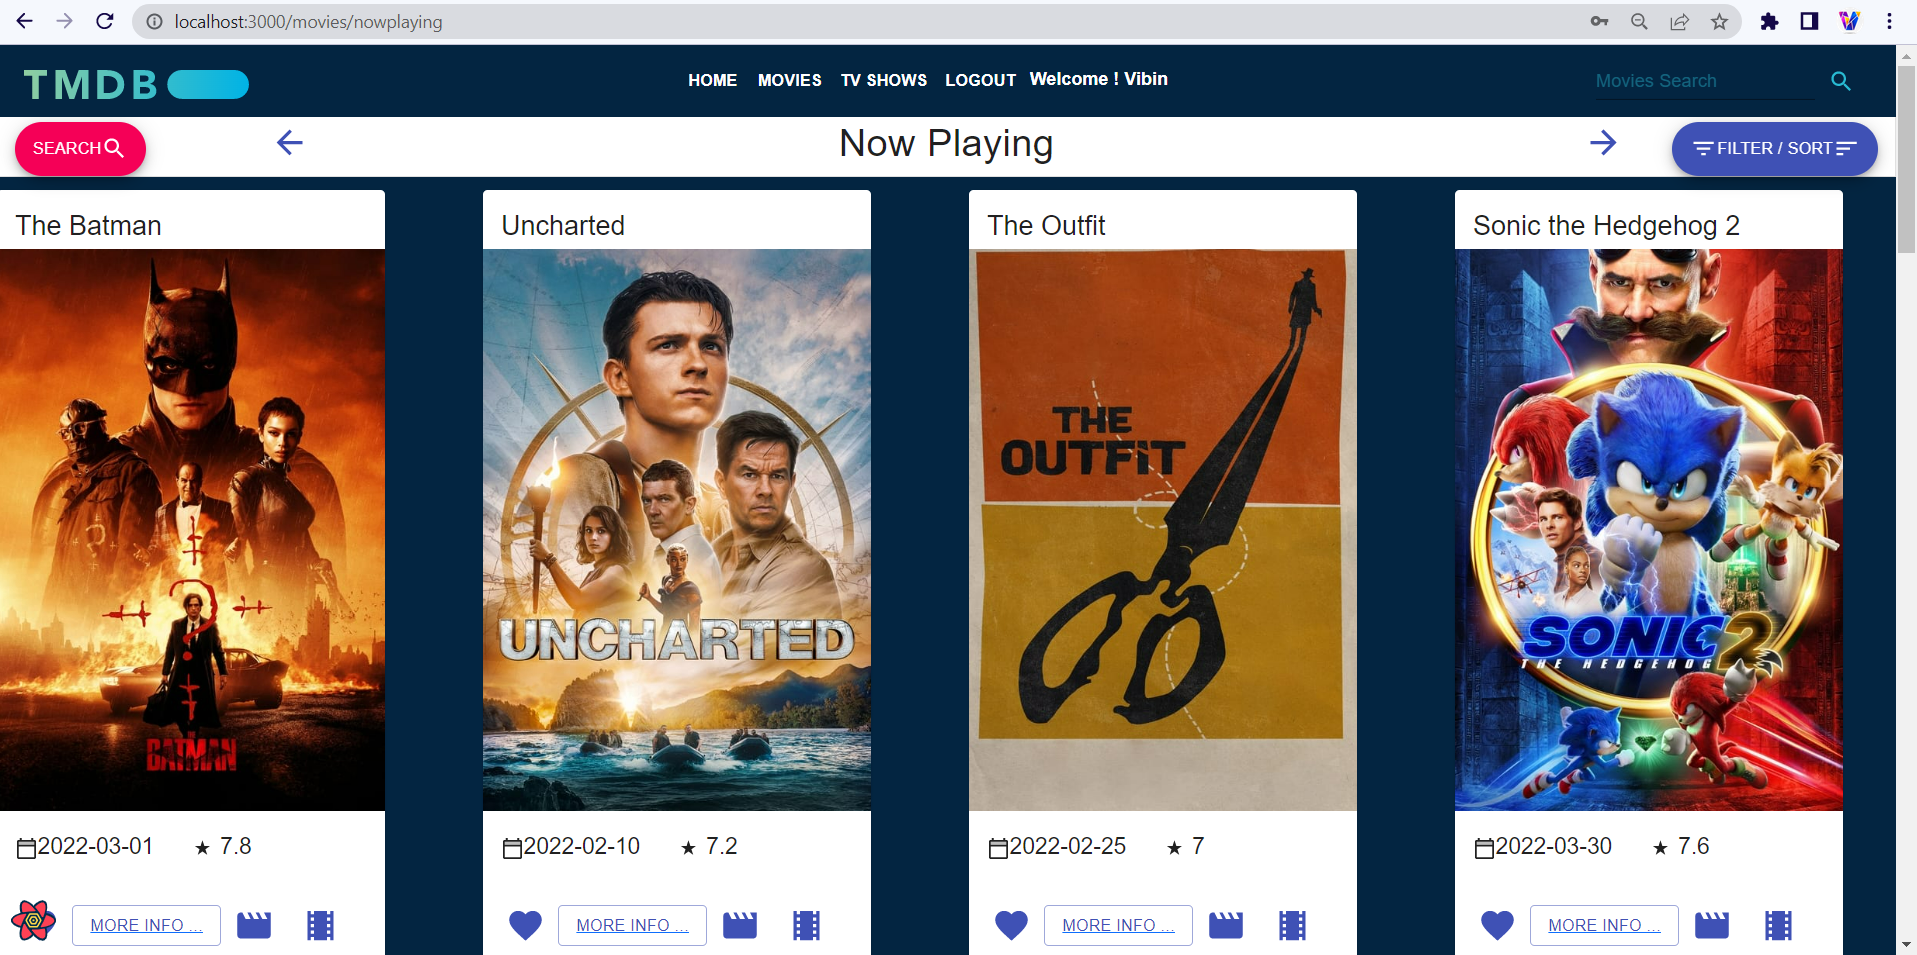 localhost:3000/movies/nowplaying
TMDB
HOME MOVIES TV SHOWS LOGOUT Welcome ! Vibin
Movies Search
SEARCH
Now Playing
FILTER / SORT
The Batman
Uncharted
The Outfit
Sonic the Hedgehog 2
THE
BATMAN
UNCHARTED
THE
OUTFIT
SONIC 2
THE HEDGEHOG
2022-03-01 ★ 7.8
2022-02-10 ★ 7.2
2022-02-25 ★ 7
2022-03-30 ★ 7.6
MORE INFO ...
MORE INFO ...
MORE INFO ...
MORE INFO ...